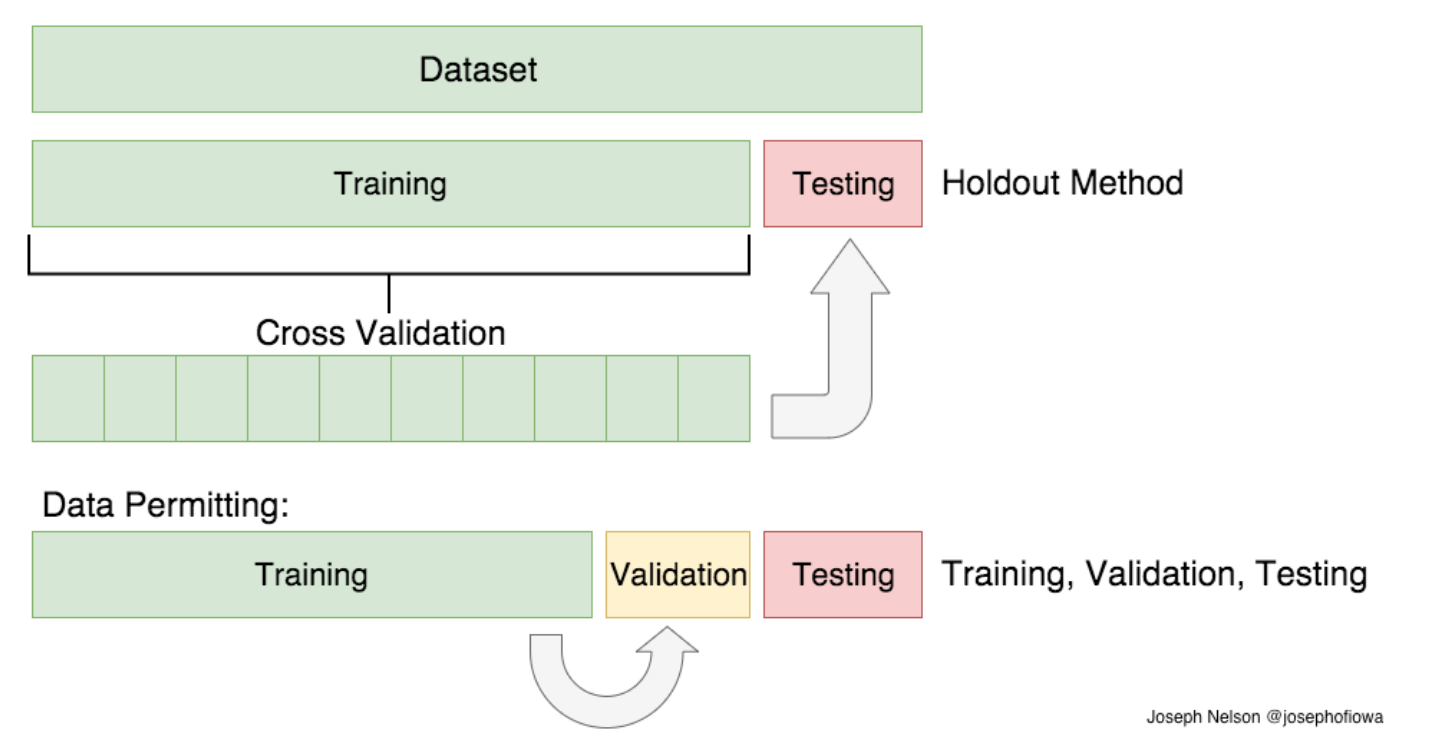 Dataset
Training
Testing
Holdout Method
Cross Validation
Data Permitting:
Training
Validation
Testing
Training, Validation, Testing
Joseph Nelson @josephofiowa